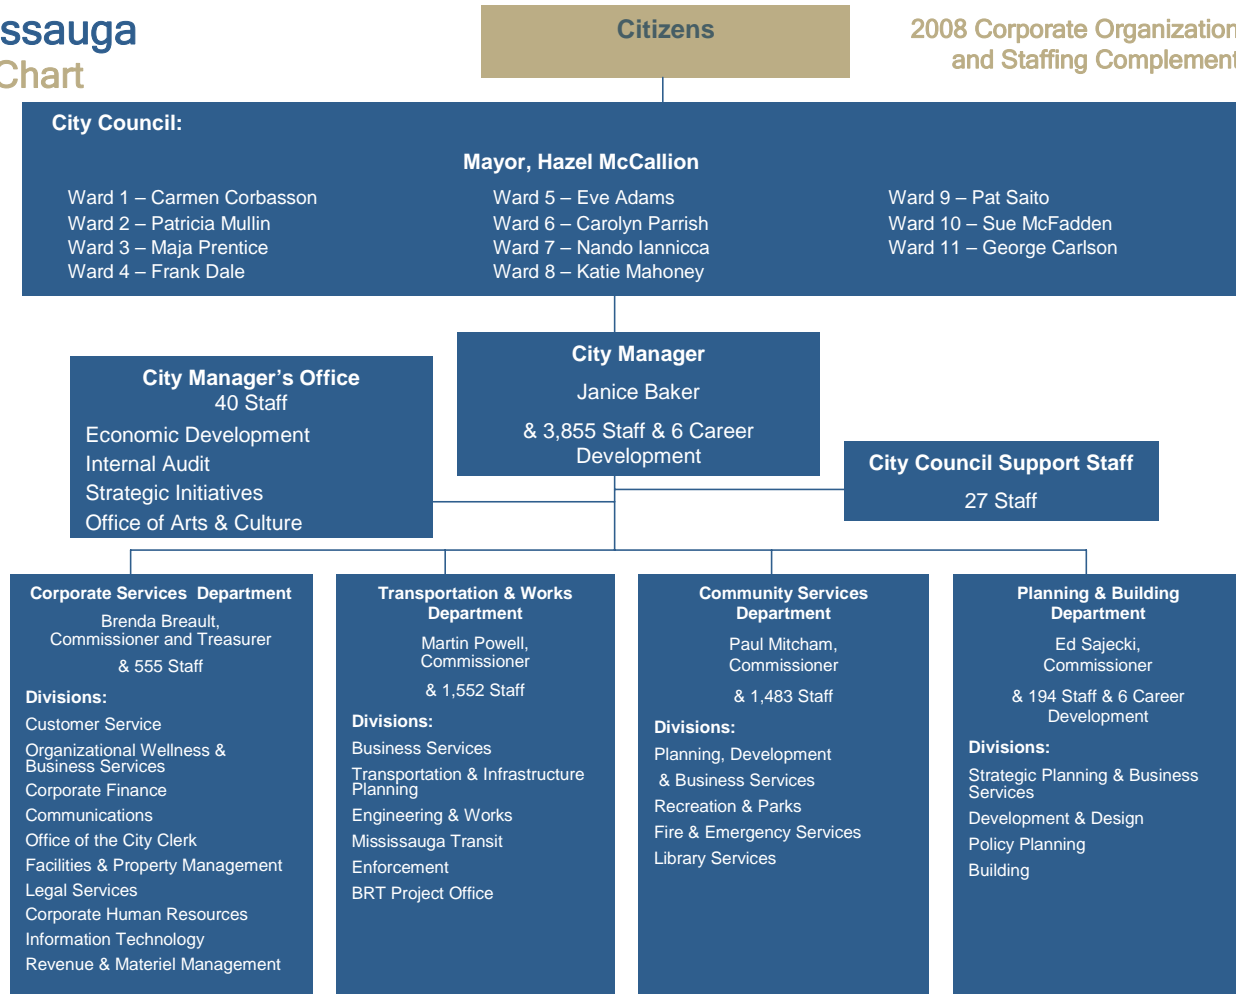 ssauga
Chart
Citizens
2008 Corporate Organization
and Staffing Complement
City Council:
Mayor, Hazel McCallion
Ward 1 – Carmen Corbasson
Ward 2 – Patricia Mullin
Ward 3 – Maja Prentice
Ward 4 – Frank Dale
Ward 5 – Eve Adams
Ward 6 – Carolyn Parrish
Ward 7 – Nando Iannicca
Ward 8 – Katie Mahoney
Ward 9 – Pat Saito
Ward 10 – Sue McFadden
Ward 11 – George Carlson
City Manager
Janice Baker
& 3,855 Staff & 6 Career
Development
City Manager’s Office
40 Staff
Economic Development
Internal Audit
Strategic Initiatives
Office of Arts & Culture
City Council Support Staff
27 Staff
Corporate Services Department
Brenda Breault,
Commissioner and Treasurer
& 555 Staff
Divisions:
Customer Service
Organizational Wellness &
Business Services
Corporate Finance
Communications
Office of the City Clerk
Facilities & Property Management
Legal Services
Corporate Human Resources
Information Technology
Revenue & Materiel Management
Transportation & Works
Department
Martin Powell,
Commissioner
& 1,552 Staff
Divisions:
Business Services
Transportation & Infrastructure
Planning
Engineering & Works
Mississauga Transit
Enforcement
BRT Project Office
Community Services
Department
Paul Mitcham,
Commissioner
& 1,483 Staff
Divisions:
Planning, Development
& Business Services
Recreation & Parks
Fire & Emergency Services
Library Services
Planning & Building
Department
Ed Sajecki,
Commissioner
& 194 Staff & 6 Career
Development
Divisions:
Strategic Planning & Business
Services
Development & Design
Policy Planning
Building